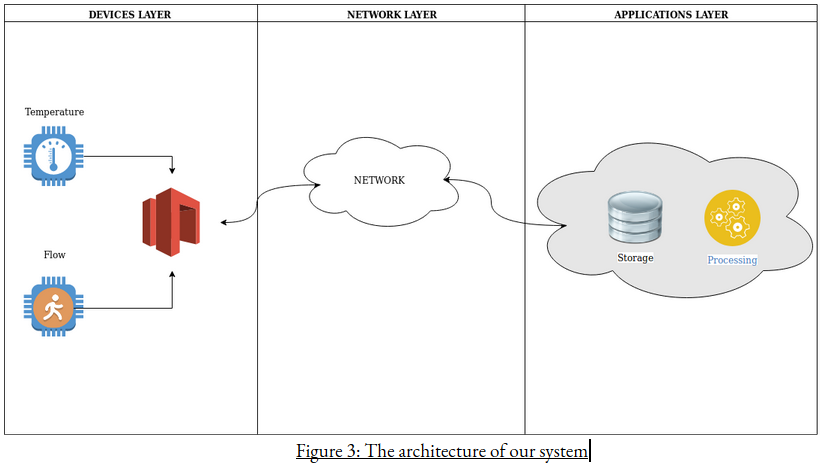 DEVICES LAYER
NETWORK LAYER
APPLICATIONS LAYER
Temperature
NETWORK
Flow
Storage
Processing
Figure 3: The architecture of our system